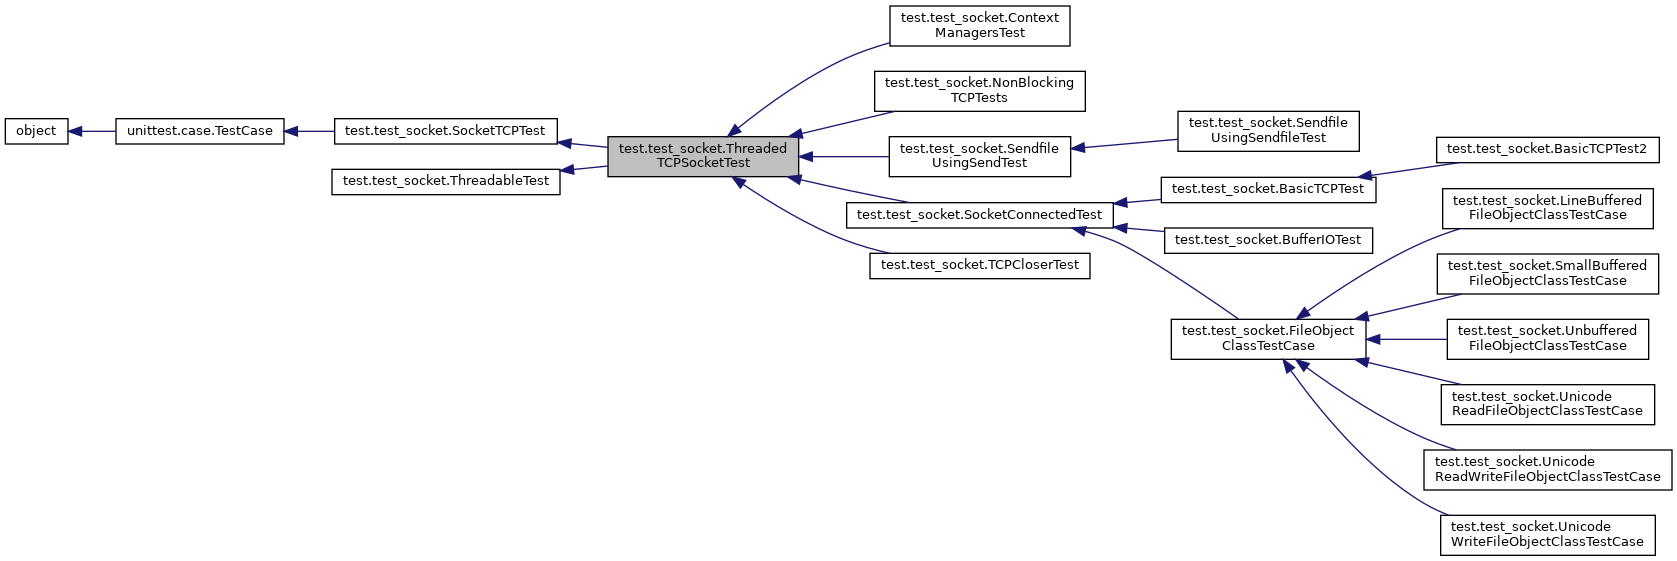 object
unittest.case.TestCase
test.test_socket.SocketTCPTest
test.test_socket.ThreadableTest
test.test_socket.Threaded
TCPSocketTest
test.test_socket.Context
ManagersTest
test.test_socket.NonBlocking
TCPTests
test.test_socket.Sendfile
UsingSendTest
test.test_socket.SocketConnectedTest
test.test_socket.TCPCloserTest
test.test_socket.Sendfile
UsingSendfileTest
test.test_socket.BasicTCPTest
test.test_socket.BufferIOTest
test.test_socket.FileObject
ClassTestCase
test.test_socket.BasicTCPTest2
test.test_socket.LineBuffered
FileObjectClassTestCase
test.test_socket.SmallBuffered
FileObjectClassTestCase
test.test_socket.Unbuffered
FileObjectClassTestCase
test.test_socket.Unicode
ReadFileObjectClassTestCase
test.test_socket.Unicode
ReadWriteFileObjectClassTestCase
test.test_socket.Unicode
WriteFileObjectClassTestCase